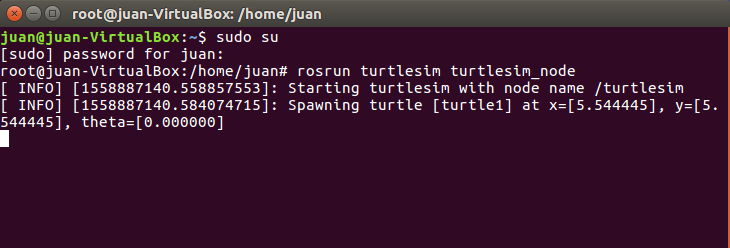 root@juan-VirtualBox: /home/juan
juan@juan-VirtualBox:~$ sudo su
[sudo] password for juan:
root@juan-VirtualBox:/home/juan# rosrun turtlesim turtlesim_node
[ INFO] [1558887140.558857553]: Starting turtlesim with node name /turtlesim
[ INFO] [1558887140.584074715]: Spawning turtle [turtle1] at x=[5.544445], y=[5.
544445], theta=[0.000000]